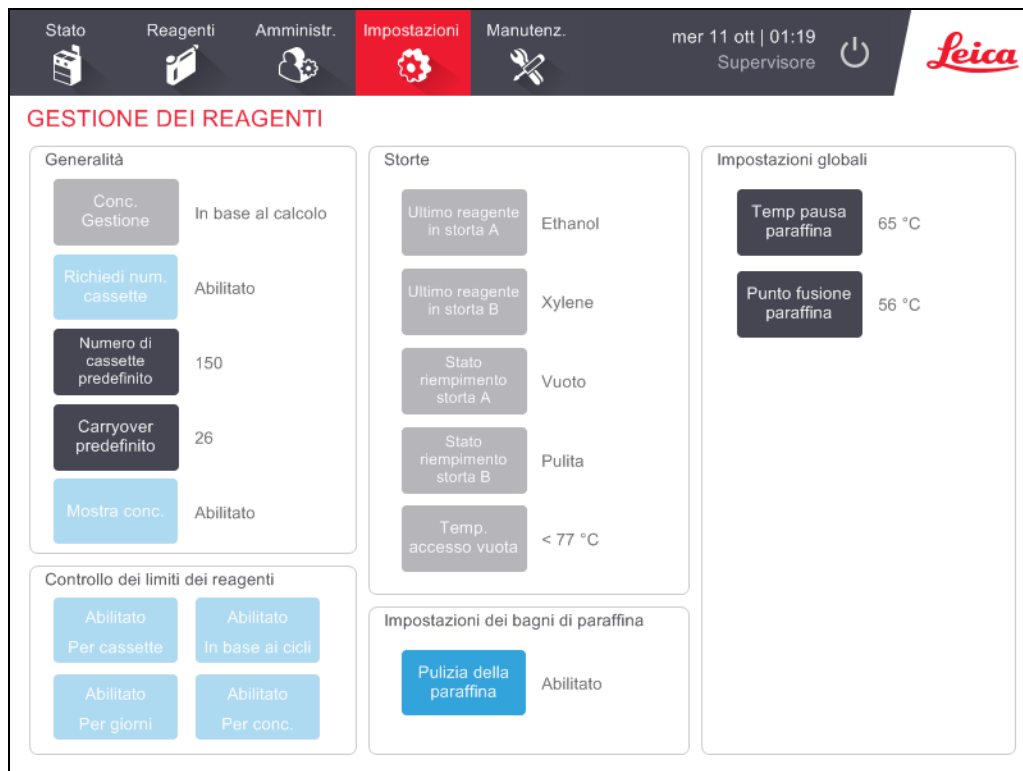 Stato
Reagenti
Amministr.
Impostazioni
Manutenz.
mer 11 ott | 01:19
Supervisore
Leica
GESTIONE DEI REAGENTI
Generalità
Conc.
Gestione
In base al calcolo
Richiedi num.
cassette
Abilitato
Numero di
cassette
predefinito
150
Carryover
predefinito
26
Mostra conc.
Abilitato
Controllo dei limiti dei reagenti
Abilitato
Per cassette
Abilitato
In base ai cicli
Abilitato
Per giorni
Abilitato
Per conc.
Storte
Ultimo reagente
in storta A
Ethanol
Ultimo reagente
in storta B
Xylene
Stato
riempimento
storta A
Vuoto
Stato
riempimento
storta B
Pulita
Temp.
accesso vuota
< 77 °C
Impostazioni dei bagni di paraffina
Pulizia della
paraffina
Abilitato
Impostazioni globali
Temp pausa
paraffina
65 °C
Punto fusione
paraffina
56 °C